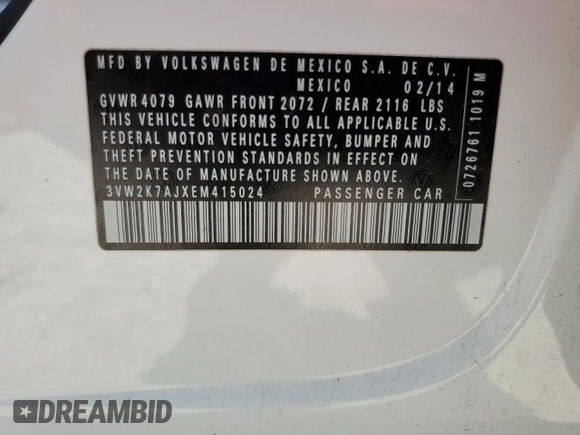 MFD BY VOLKSWAGEN DE MEXICO S.A. DE C.V.
MEXICO 02/14
GVWR 4079 GAWR FRONT 2072 / REAR 2116 LBS
THIS VEHICLE CONFORMS TO ALL APPLICABLE U.S.
FEDERAL MOTOR VEHICLE SAFETY, BUMPER AND
THEFT PREVENTION STANDARDS IN EFFECT ON
THE DATE OF MANUFACTURE SHOWN ABOVE.
3VW2K7AJXEM415024 PASSENGER CAR
0726761 1019 M
DREAMBID